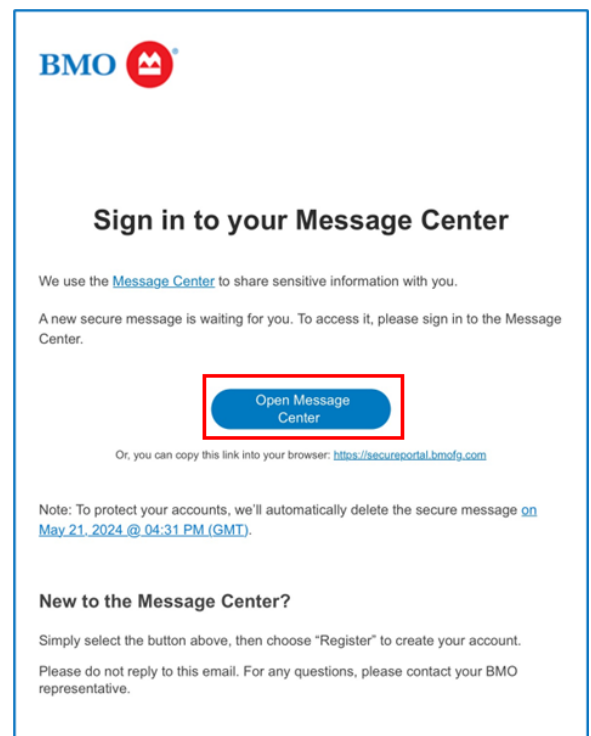 BMO
Sign in to your Message Center
We use the Message Center to share sensitive information with you.
A new secure message is waiting for you. To access it, please sign in to the Message
Center.
Open Message
Center
Or, you can copy this link into your browser: https://secureportal.bmofg.com
Note: To protect your accounts, we'll automatically delete the secure message on
May 21, 2024 @ 04:31 PM (GMT).
New to the Message Center?
Simply select the button above, then choose “Register” to create your account.
Please do not reply to this email. For any questions, please contact your BMO
representative.